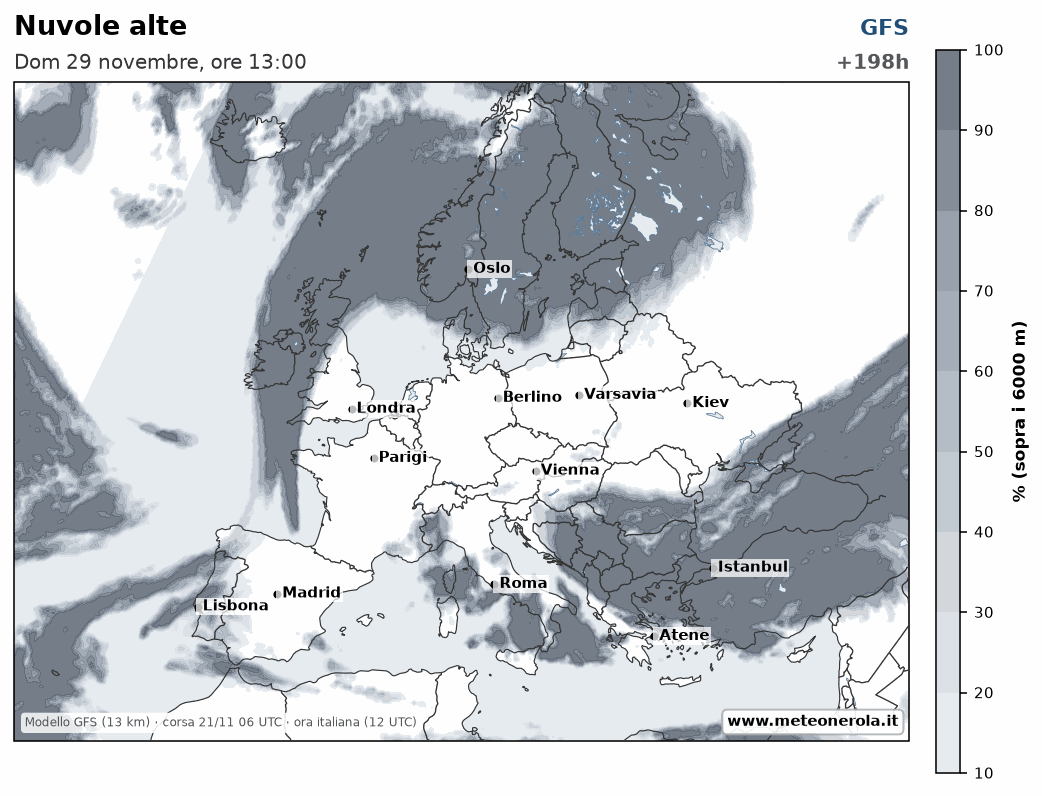 Nuvole alte
GFS
Dom 29 novembre, ore 13:00
+198h
Oslo
Londra
Berlino
Varsavia
Kiev
Parigi
Vienna
Madrid
Lisbona
Roma
Istanbul
Atene
Modello GFS (13 km) · corsa 21/11 06 UTC · ora italiana (12 UTC)
www.meteonerola.it
100
90
80
70
60
50
40
30
20
10
% (sopra i 6000 m)